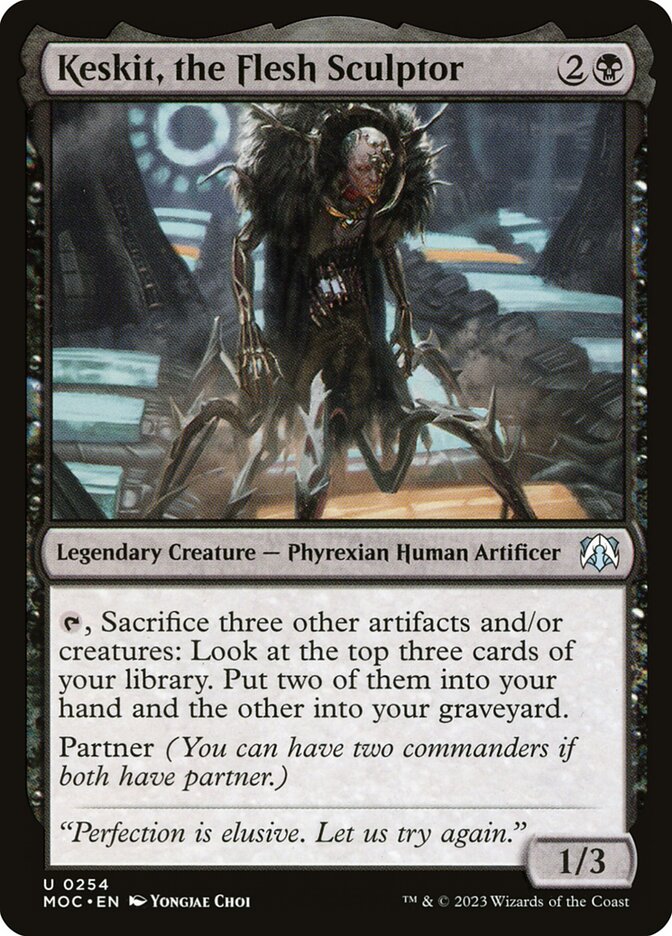 Keskit, the Flesh Sculptor 2
Legendary Creature — Phyrexian Human Artificer
, Sacrifice three other artifacts and/or
creatures: Look at the top three cards of
your library. Put two of them into your
hand and the other into your graveyard.
Partner (You can have two commanders if
both have partner.)
“Perfection is elusive. Let us try again.”
1/3
U 0254
MOC • EN Yongjae Choi
™ & © 2023 Wizards of the Coast